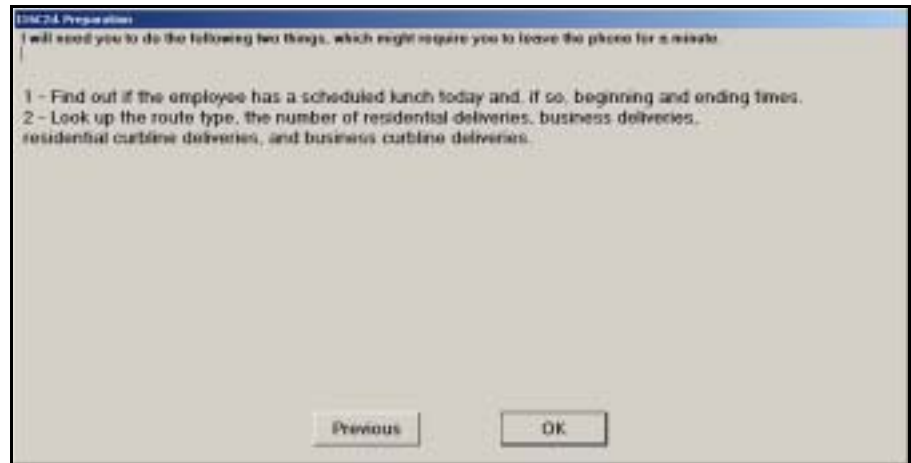 Preparation
I will need you to do the following two things, which might require you to leave the phone for a minute.
1 - Find out if the employee has a scheduled lunch today and, if so, beginning and ending times.
2 - Look up the route type, the number of residential deliveries, business deliveries,
residential curbline deliveries, and business curbline deliveries.
Previous
OK